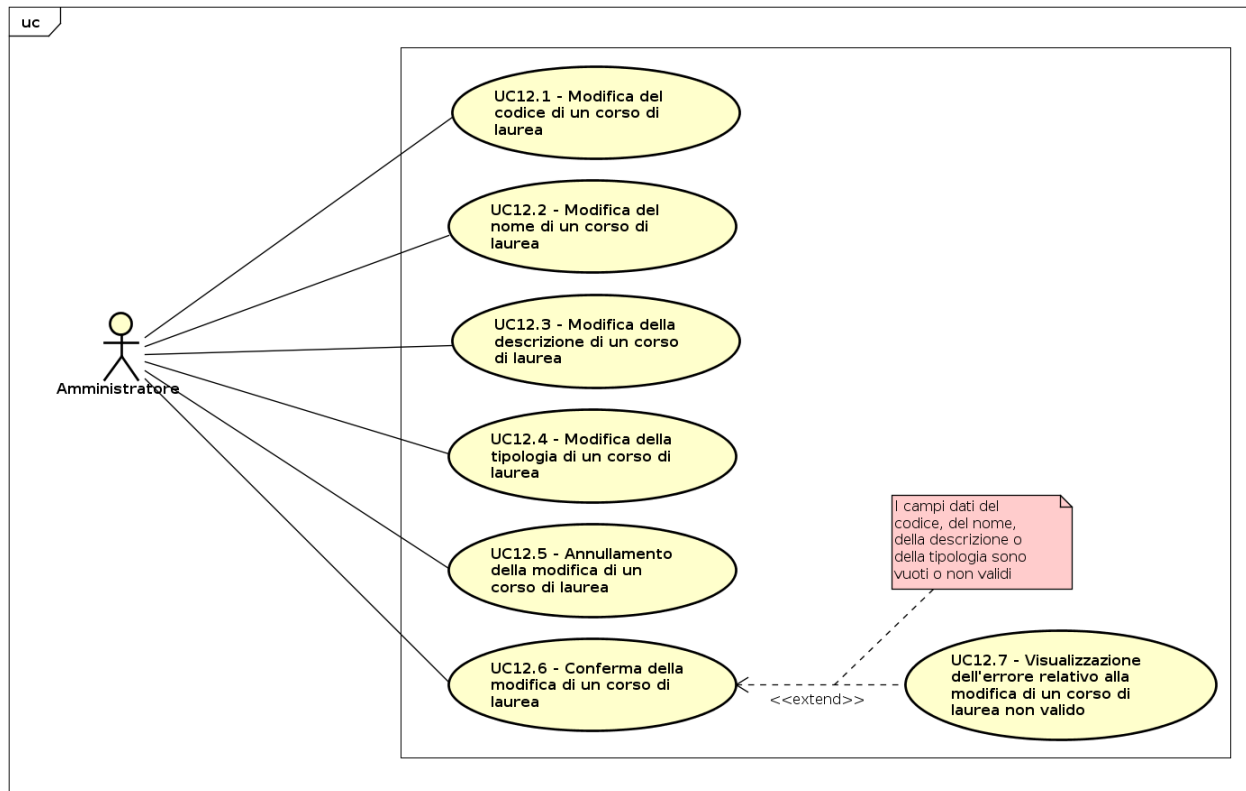 uc
UC12.1 - Modifica del
codice di un corso di
laurea
UC12.2 - Modifica del
nome di un corso di
laurea
UC12.3 - Modifica della
descrizione di un corso
di laurea
Amministratore
UC12.4 - Modifica della
tipologia di un corso di
laurea
I campi dati del
codice, del nome,
della descrizione o
della tipologia sono
vuoti o non validi
UC12.5 - Annullamento
della modifica di un
corso di laurea
UC12.6 - Conferma della
modifica di un corso di
laurea
<<extend>>
UC12.7 - Visualizzazione
dell'errore relativo alla
modifica di un corso di
laurea non valido